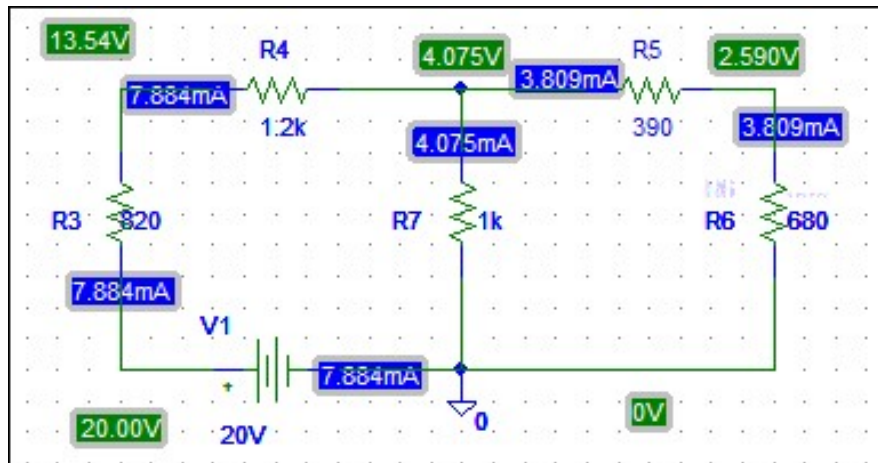 13.54V
R4
4.075V
R5
2.590V
7.884mA
3.809mA
1.2k
390
4.075mA
3.809mA
R3
820
R7
1k
R6
680
7.884mA
V1
+
7.884mA
20.00V
20V
0
0V